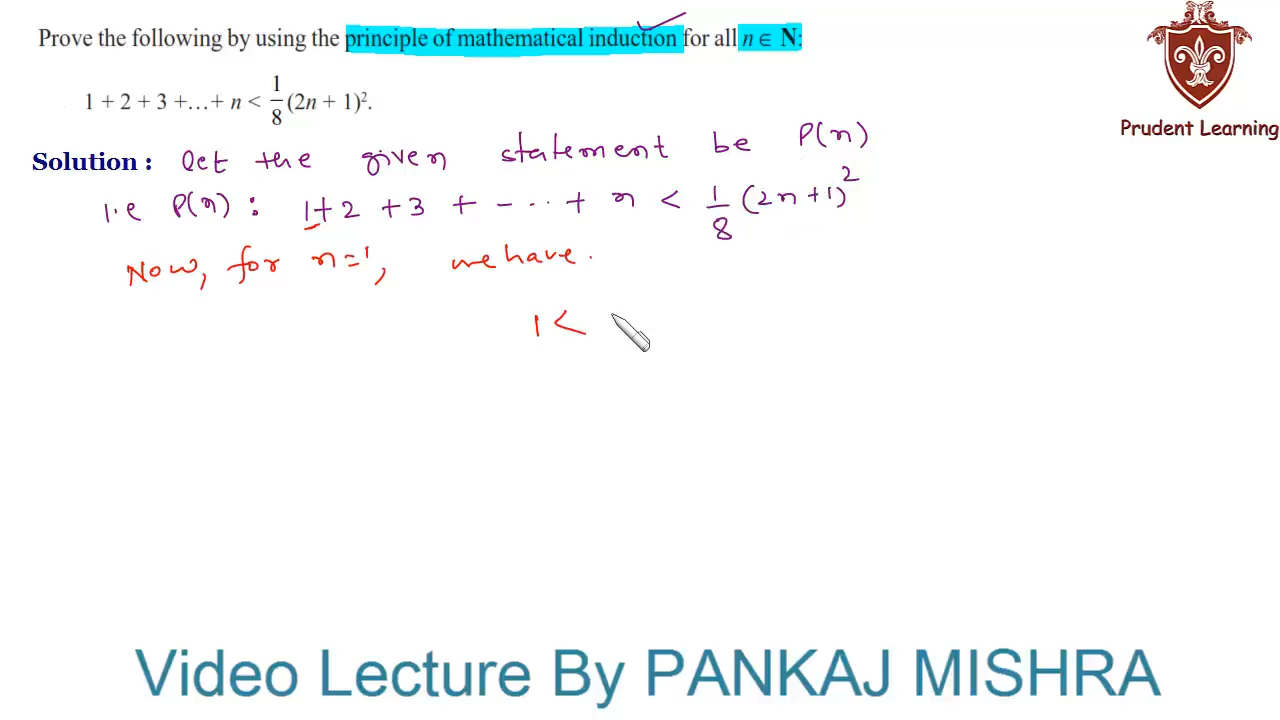 Prove the following by using the principle of mathematical induction for all n ∈ N:
1 + 2 + 3 +...+ n < 1/8 (2n + 1)².
Prudent Learning
Solution : let the given statement be P(n)
i.e P(n) : 1+2 +3 + - ... + n < 1/8 (2n+1)²
Now, for n=1, we have.
1 <
Video Lecture By PANKAJ MISHRA